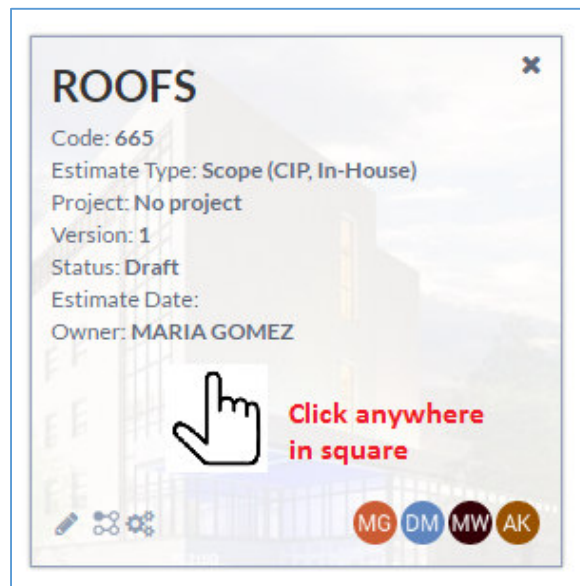 ROOFS
Code: 665
Estimate Type: Scope (CIP, In-House)
Project: No project
Version: 1
Status: Draft
Estimate Date:
Owner: MARIA GOMEZ
Click anywhere
in square
MG DM MW AK